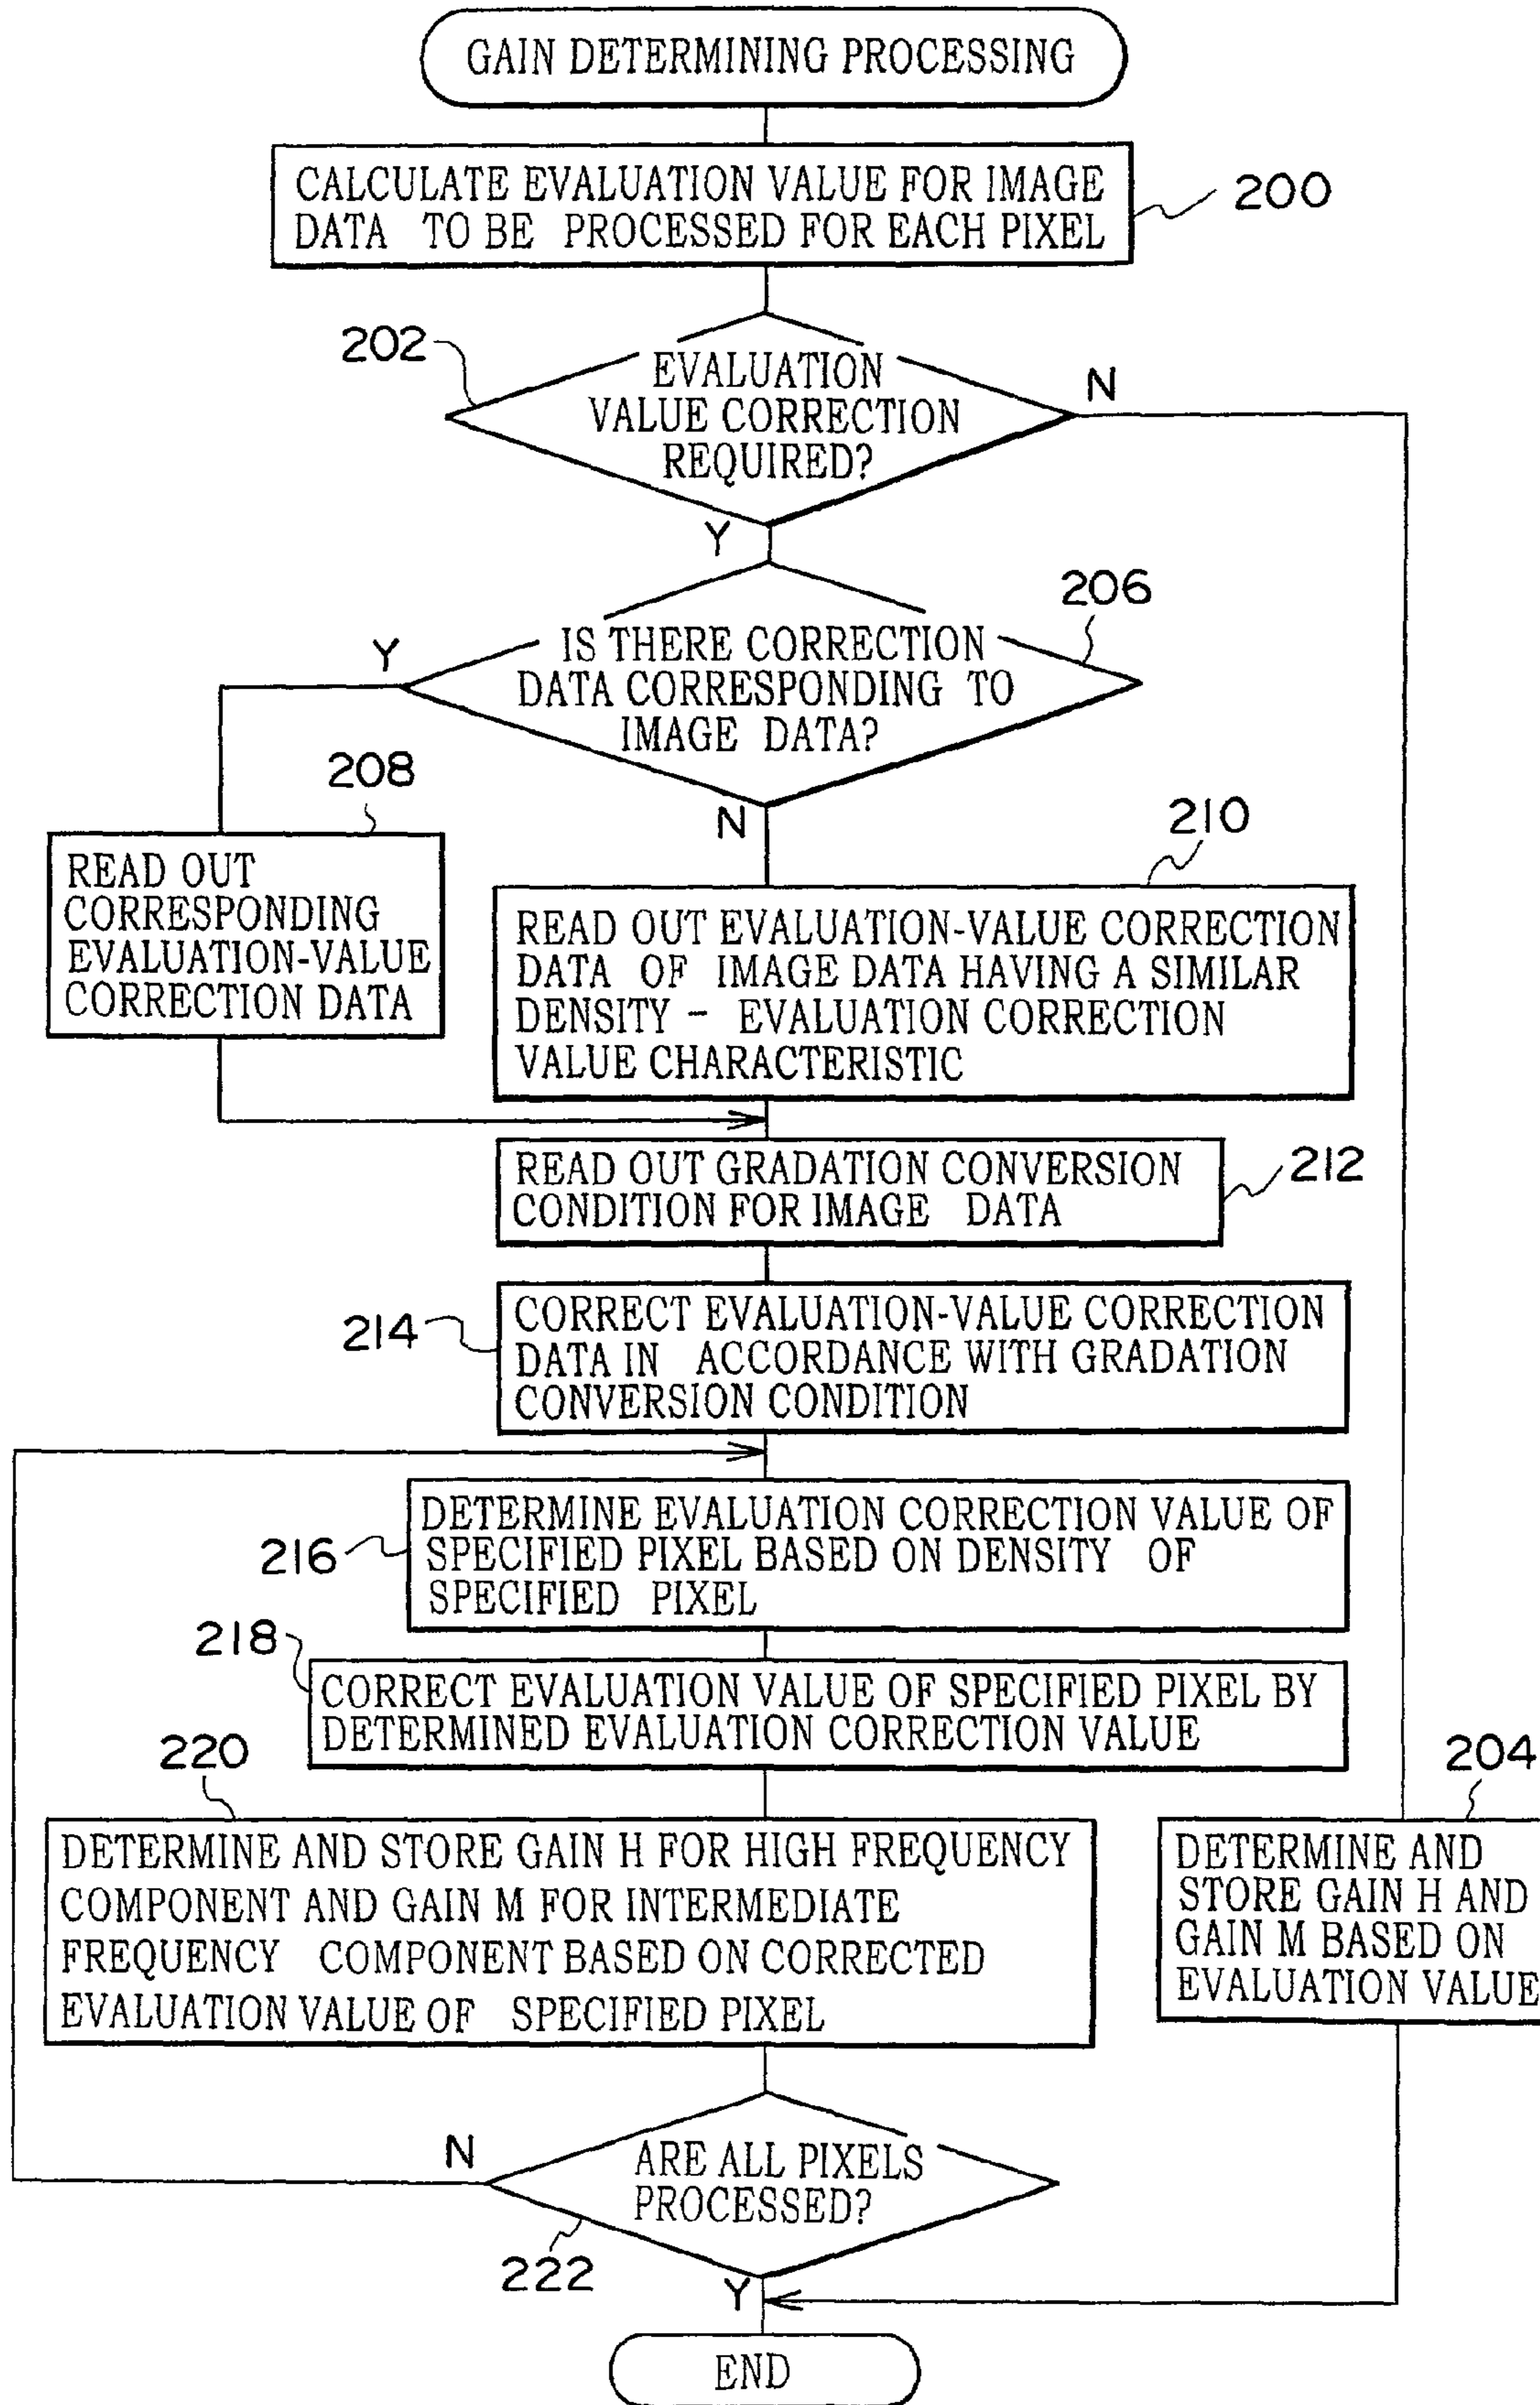 GAIN DETERMINING PROCESSING
CALCULATE EVALUATION VALUE FOR IMAGE
DATA TO BE PROCESSED FOR EACH PIXEL
200
202
EVALUATION
VALUE CORRECTION
REQUIRED?
N
Y
206
IS THERE CORRECTION
DATA CORRESPONDING TO
IMAGE DATA?
Y
N
208
READ OUT
CORRESPONDING
EVALUATION-VALUE
CORRECTION DATA
210
READ OUT EVALUATION-VALUE CORRECTION
DATA OF IMAGE DATA HAVING A SIMILAR
DENSITY - EVALUATION CORRECTION
VALUE CHARACTERISTIC
READ OUT GRADATION CONVERSION
CONDITION FOR IMAGE DATA
212
214
CORRECT EVALUATION-VALUE CORRECTION
DATA IN ACCORDANCE WITH GRADATION
CONVERSION CONDITION
216
DETERMINE EVALUATION CORRECTION VALUE OF
SPECIFIED PIXEL BASED ON DENSITY OF
SPECIFIED PIXEL
218
CORRECT EVALUATION VALUE OF SPECIFIED PIXEL BY
DETERMINED EVALUATION CORRECTION VALUE
220
DETERMINE AND STORE GAIN H FOR HIGH FREQUENCY
COMPONENT AND GAIN M FOR INTERMEDIATE
FREQUENCY COMPONENT BASED ON CORRECTED
EVALUATION VALUE OF SPECIFIED PIXEL
204
DETERMINE AND
STORE GAIN H AND
GAIN M BASED ON
EVALUATION VALUE
N
ARE ALL PIXELS
PROCESSED?
222
Y
END